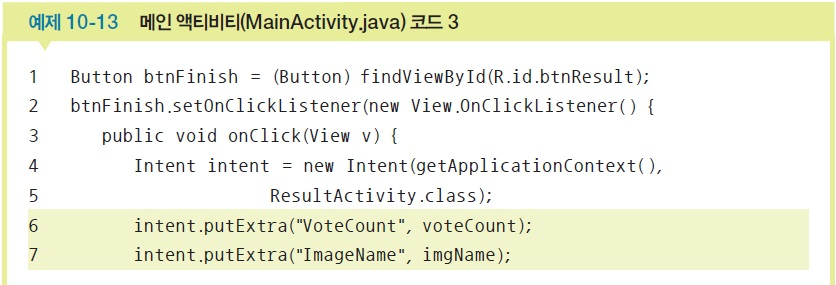 예제 10-13 메인 액티비티(MainActivity.java) 코드 3
1 Button btnFinish = (Button) findViewById(R.id.btnResult);
2 btnFinish.setOnClickListener(new View.OnClickListener() {
3 public void onClick(View v) {
4 Intent intent = new Intent(getApplicationContext(),
5 ResultActivity.class);
6 intent.putExtra("VoteCount", voteCount);
7 intent.putExtra("ImageName", imgName);